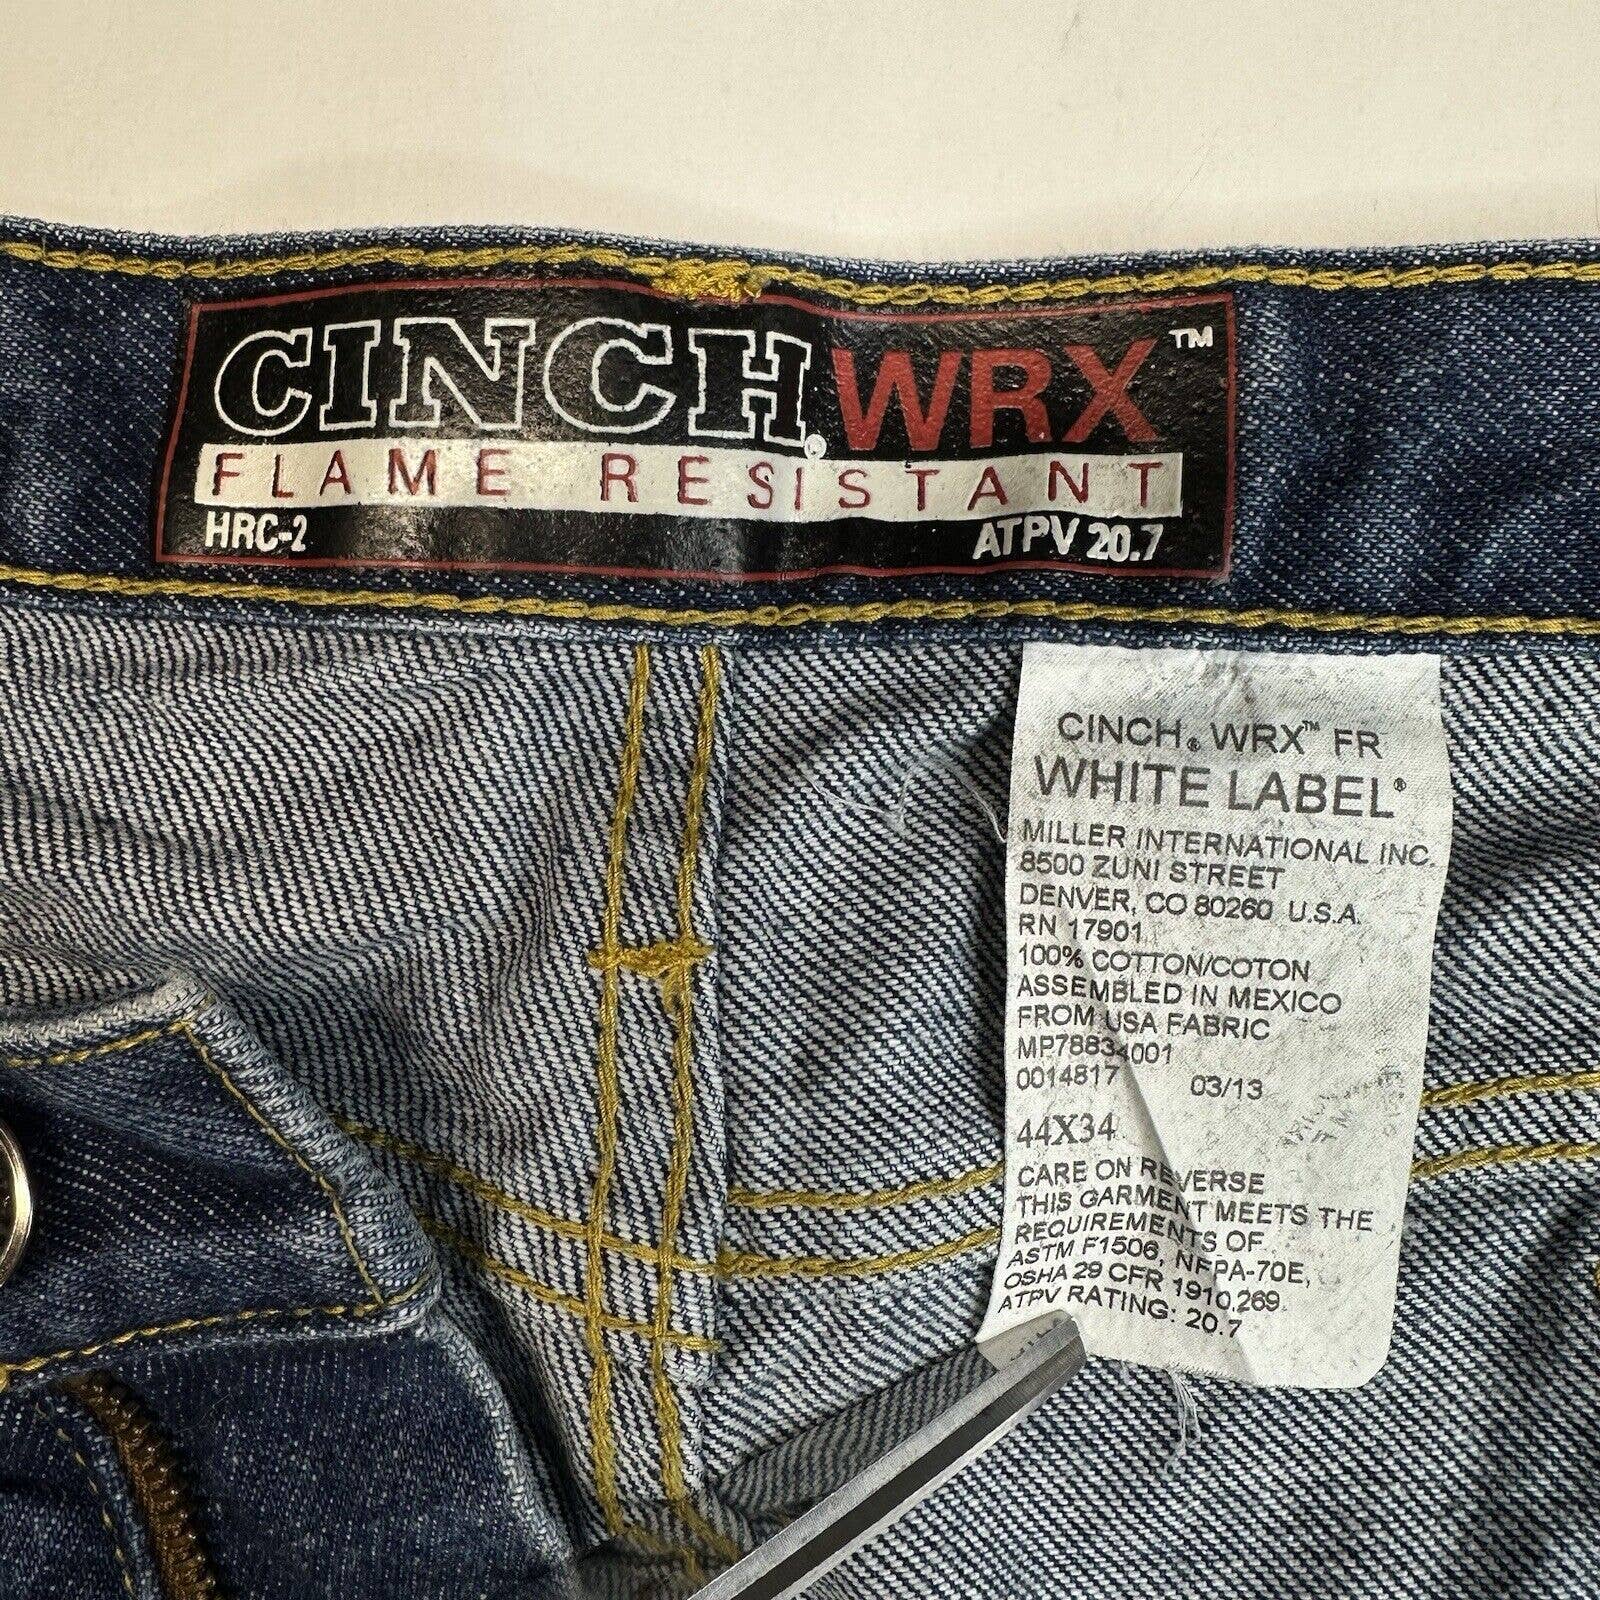 CINCH® WRX™
FLAME RESISTANT
HRC-2 ATPV 20.7
CINCH® WRX™ FR
WHITE LABEL®
MILLER INTERNATIONAL INC.
8500 ZUNI STREET
DENVER, CO 80260 U.S.A.
RN 17901
100% COTTON/COTON
ASSEMBLED IN MEXICO
FROM USA FABRIC
MP78834001
0014817 03/13
44X34
CARE ON REVERSE
THIS GARMENT MEETS THE
REQUIREMENTS OF
ASTM F1506, NFPA-70E,
OSHA 29 CFR 1910.269
ATPV RATING: 20.7